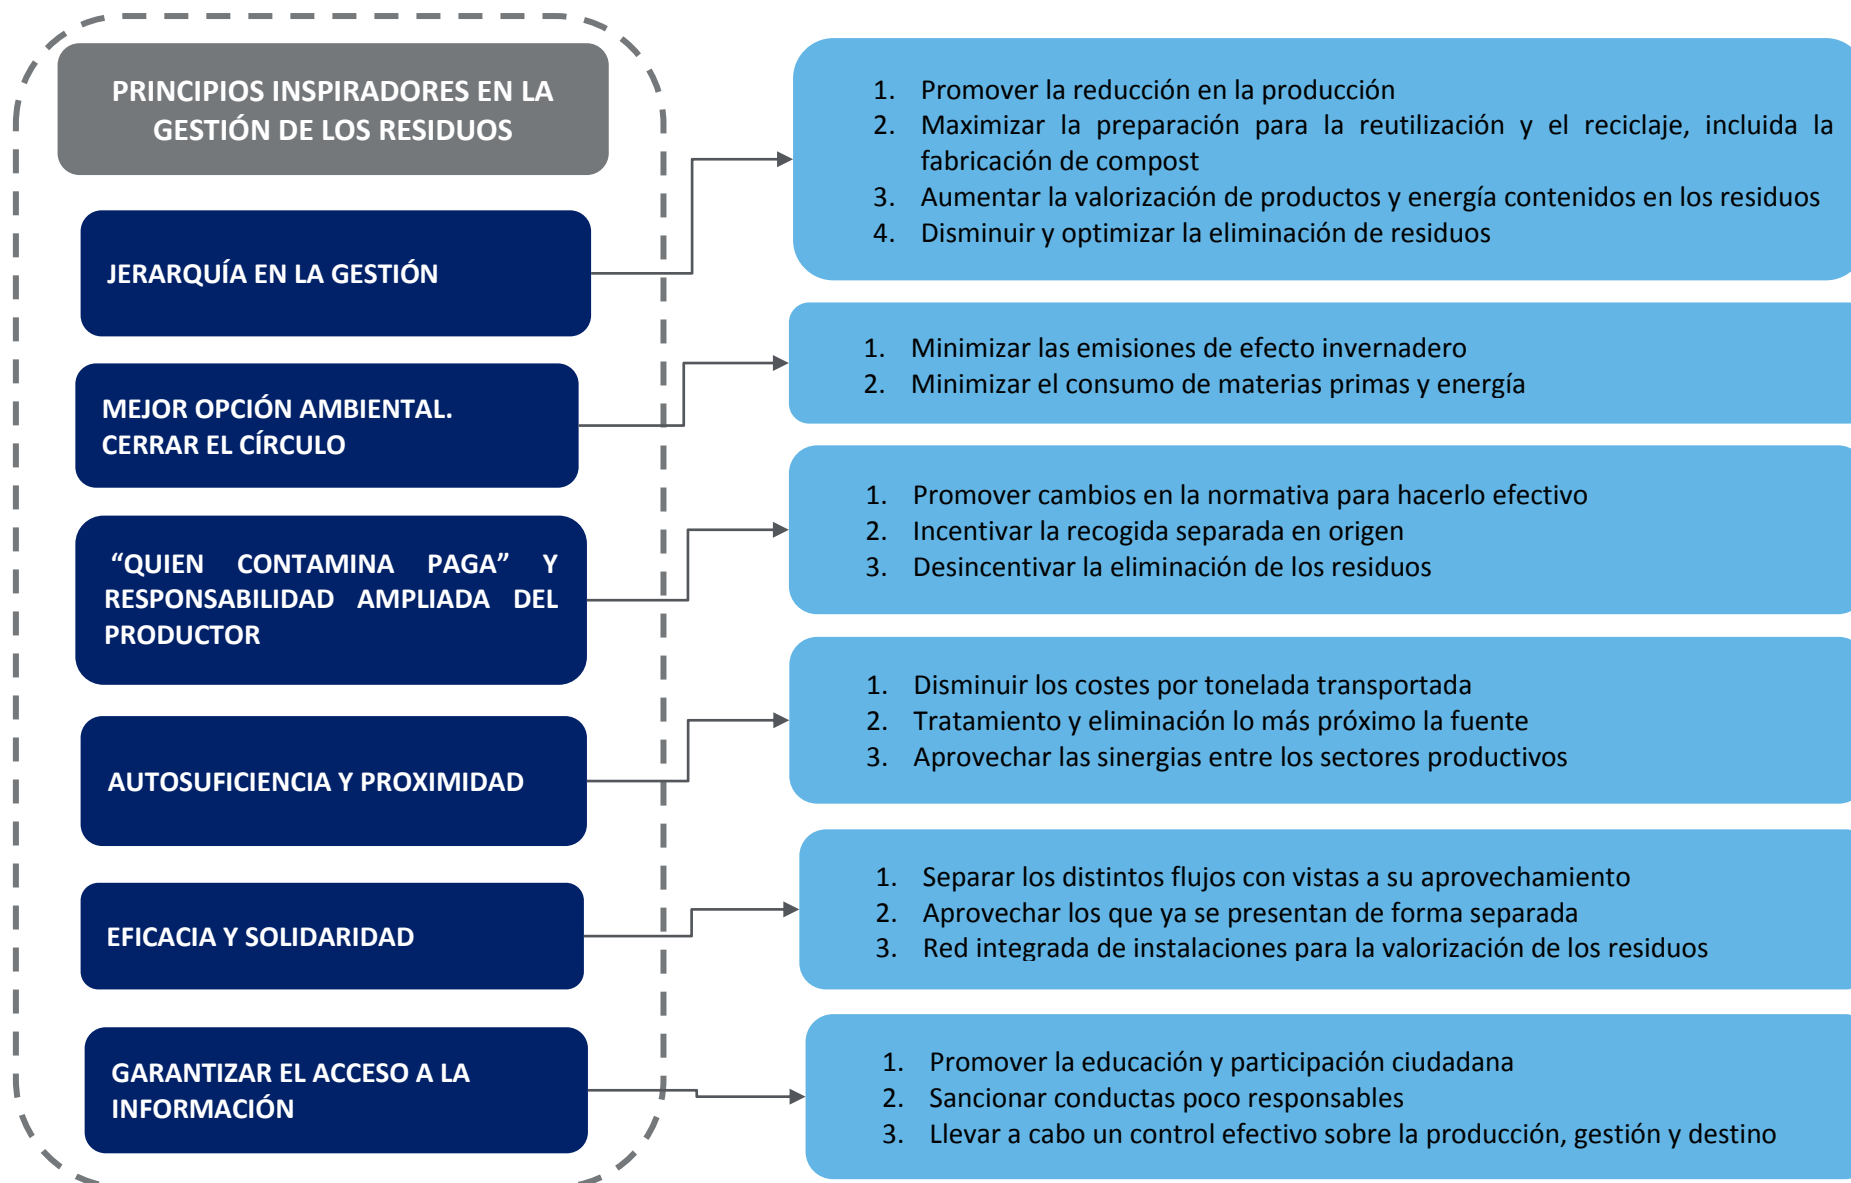 PRINCIPIOS INSPIRADORES EN LA
GESTIÓN DE LOS RESIDUOS
JERARQUÍA EN LA GESTIÓN
1. Promover la reducción en la producción
2. Maximizar la preparación para la reutilización y el reciclaje, incluida la
fabricación de compost
3. Aumentar la valorización de productos y energía contenidos en los residuos
4. Disminuir y optimizar la eliminación de residuos
MEJOR OPCIÓN AMBIENTAL.
CERRAR EL CÍRCULO
1. Minimizar las emisiones de efecto invernadero
2. Minimizar el consumo de materias primas y energía
“QUIEN CONTAMINA PAGA” Y
RESPONSABILIDAD AMPLIADA DEL
PRODUCTOR
1. Promover cambios en la normativa para hacerlo efectivo
2. Incentivar la recogida separada en origen
3. Desincentivar la eliminación de los residuos
AUTOSUFICIENCIA Y PROXIMIDAD
1. Disminuir los costes por tonelada transportada
2. Tratamiento y eliminación lo más próximo la fuente
3. Aprovechar las sinergias entre los sectores productivos
EFICACIA Y SOLIDARIDAD
1. Separar los distintos flujos con vistas a su aprovechamiento
2. Aprovechar los que ya se presentan de forma separada
3. Red integrada de instalaciones para la valorización de los residuos
GARANTIZAR EL ACCESO A LA
INFORMACIÓN
1. Promover la educación y participación ciudadana
2. Sancionar conductas poco responsables
3. Llevar a cabo un control efectivo sobre la producción, gestión y destino